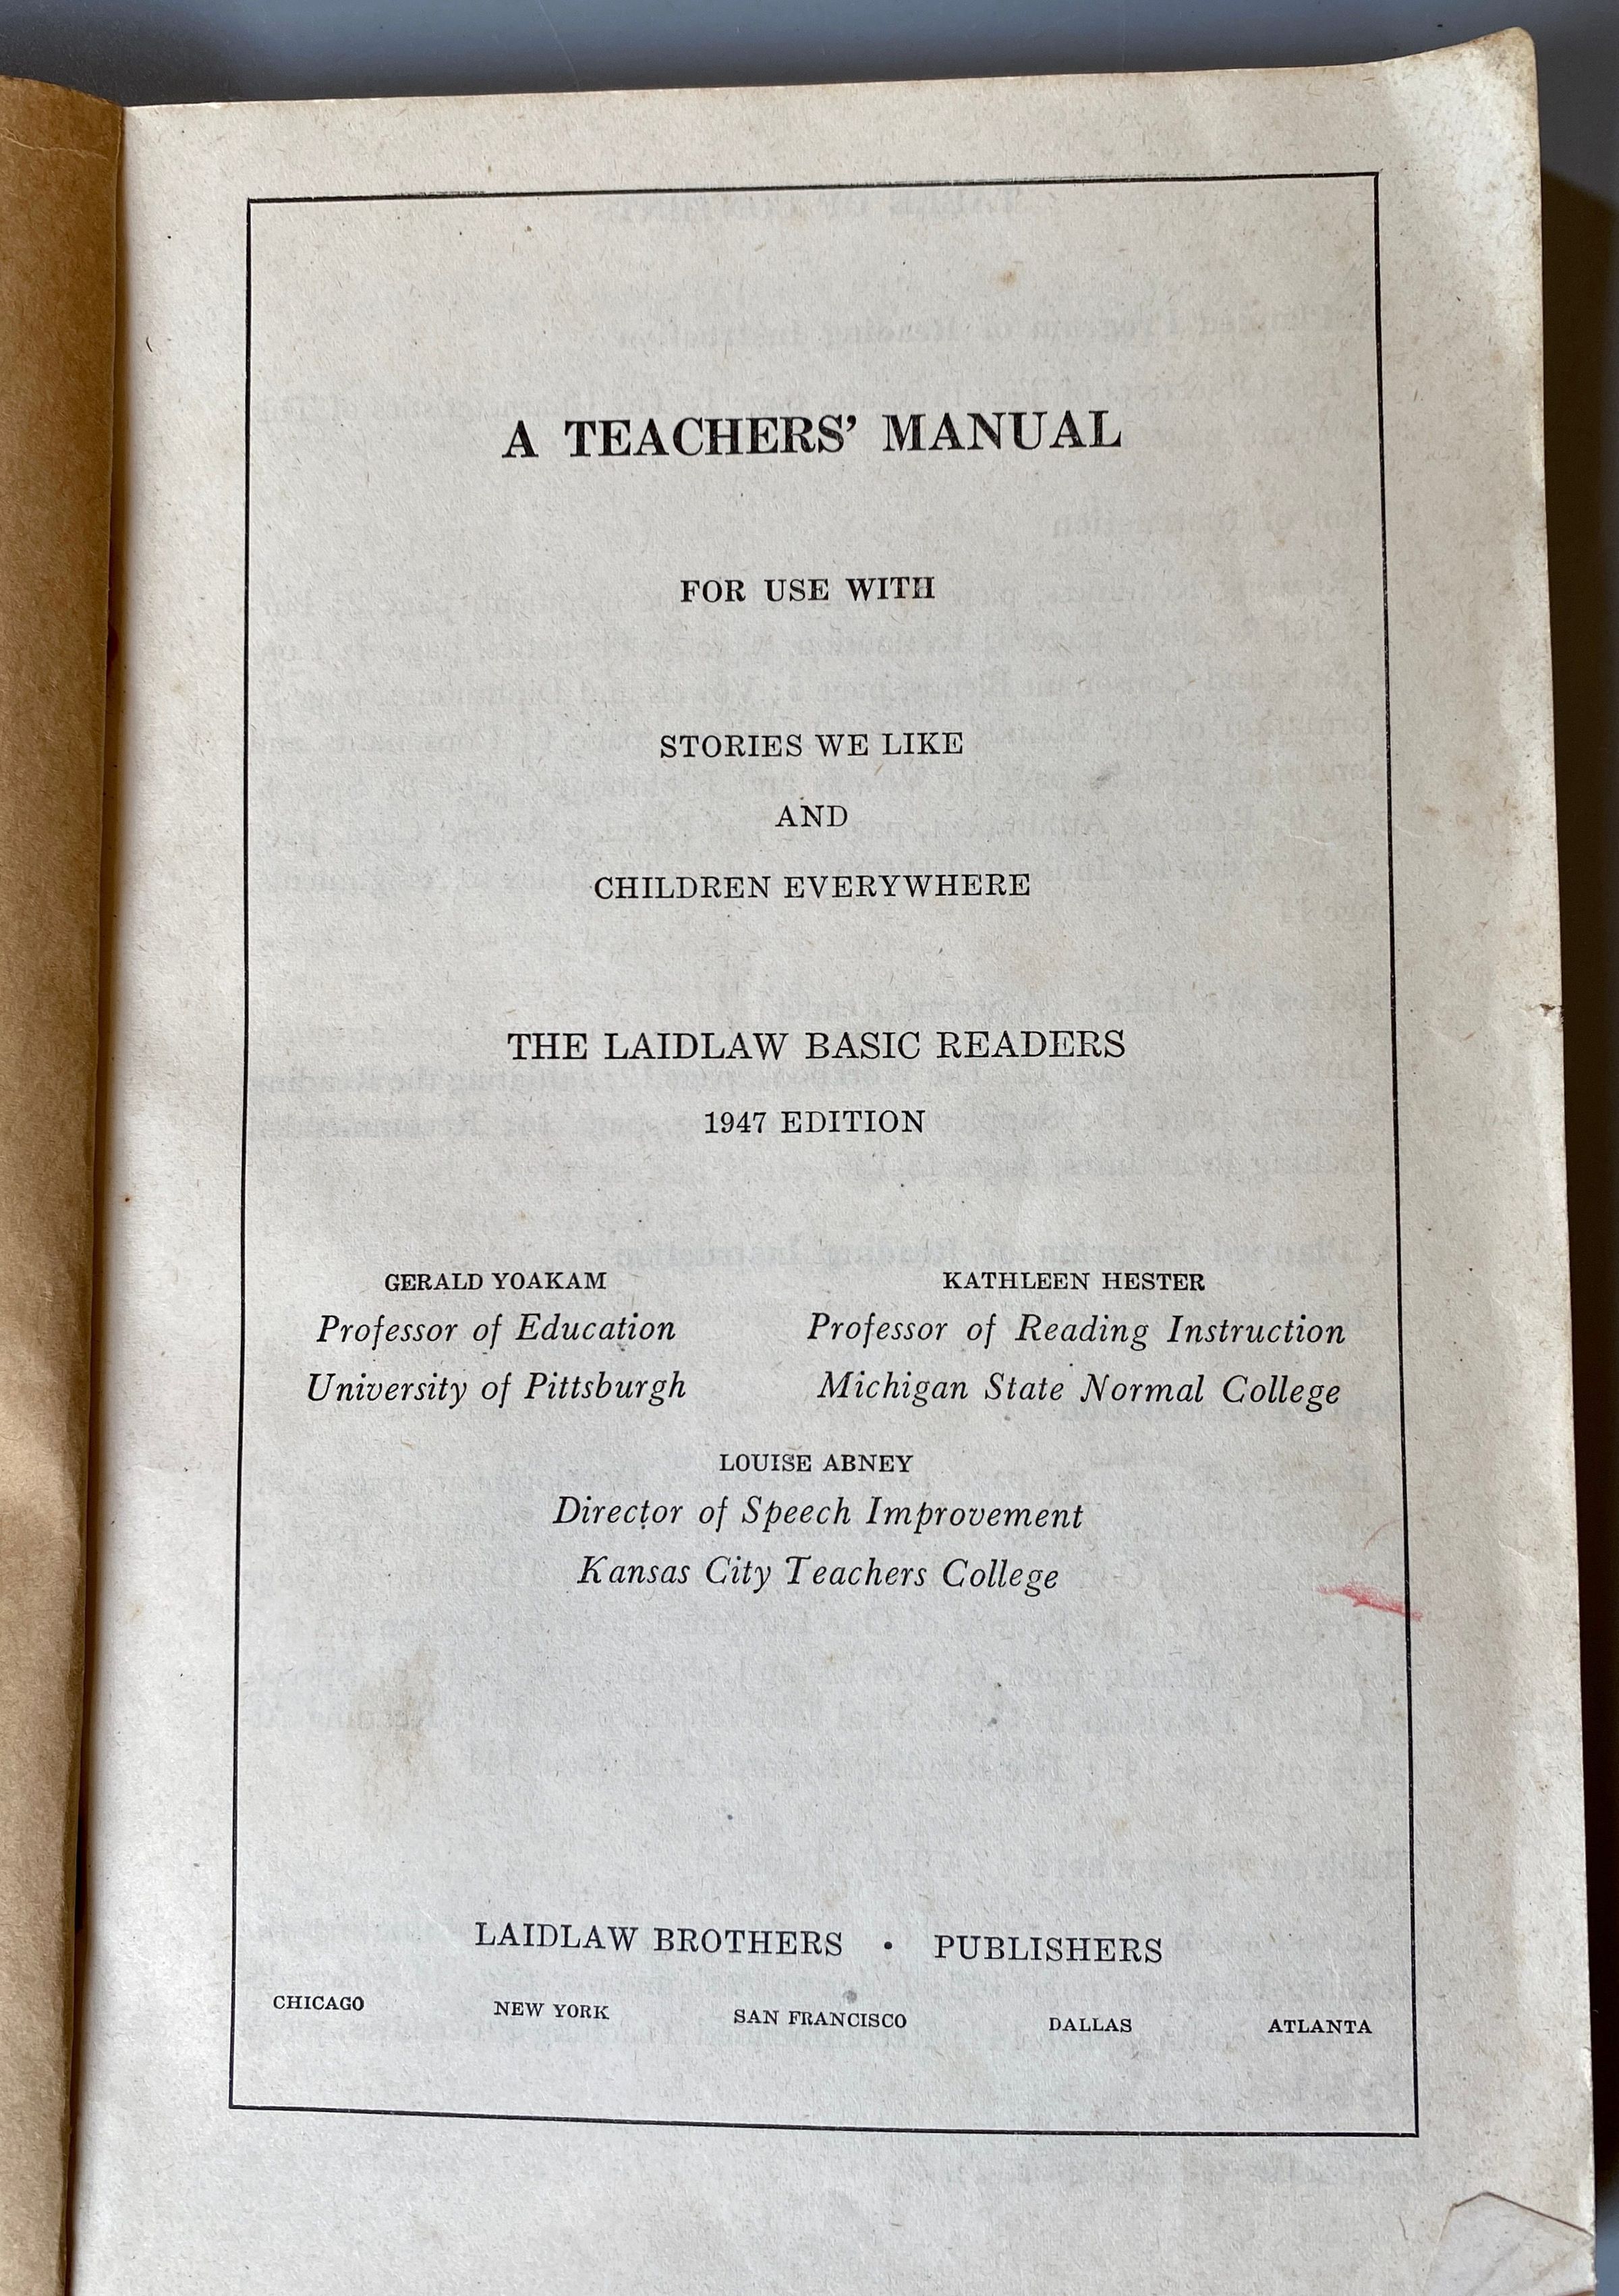 A TEACHERS' MANUAL
FOR USE WITH
STORIES WE LIKE
AND
CHILDREN EVERYWHERE
THE LAIDLAW BASIC READERS
1947 EDITION
GERALD YOAKAM
Professor of Education
University of Pittsburgh
KATHLEEN HESTER
Professor of Reading Instruction
Michigan State Normal College
LOUISE ABNEY
Director of Speech Improvement
Kansas City Teachers College
LAIDLAW BROTHERS • PUBLISHERS
CHICAGO NEW YORK SAN FRANCISCO DALLAS ATLANTA